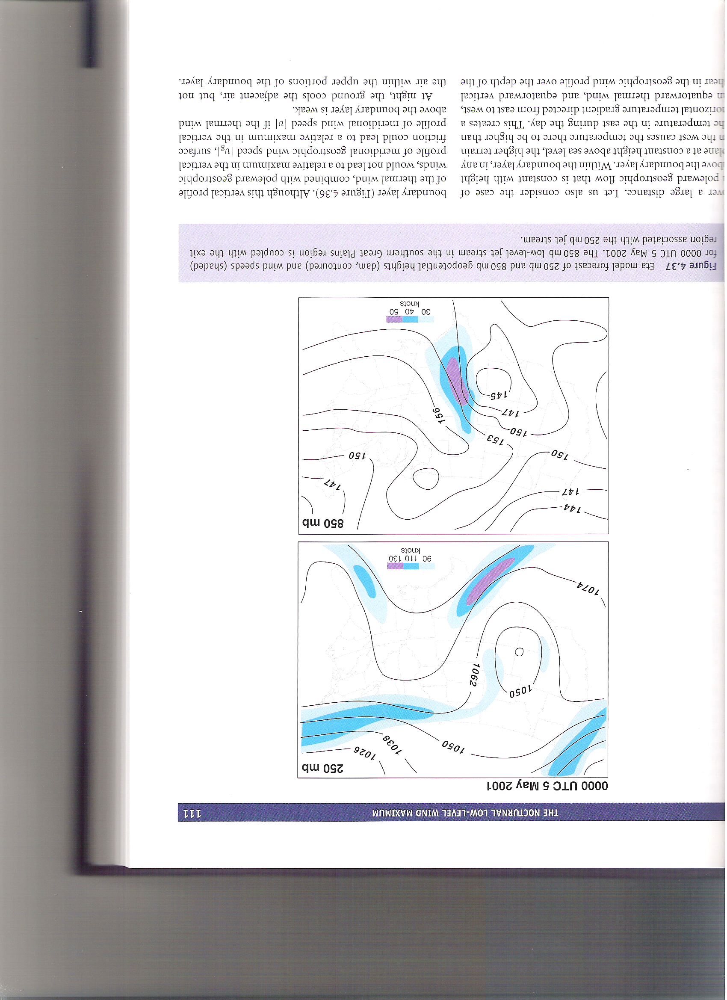 THE NOCTURNAL LOW-LEVEL WIND MAXIMUM 111
0000 UTC 5 May 2001
250 mb
1026
1038
1050
1050
1062
1074
90 110 130
knots
850 mb
144
147
147
150
150
150
153
156
147
145
30 40 50
knots
Figure 4.37 Eta model forecast of 250 mb and 850 mb geopotential heights (dam, contoured) and wind speeds (shaded)
for 0000 UTC 5 May 2001. The 850 mb low-level jet stream in the southern Great Plains region is coupled with the exit
region associated with the 250 mb jet stream.
over a large distance. Let us also consider the case of
poleward geostrophic flow that is constant with height
above the boundary layer. Within the boundary layer, in any
plane at a constant height above sea level, the higher terrain
in the west causes the temperature there to be higher than
the temperature in the east during the day. This creates a
horizontal temperature gradient directed from east to west,
an equatorward thermal wind, and equatorward vertical
shear in the geostrophic wind profile over the depth of the
boundary layer (Figure 4.36). Although this vertical profile
of the thermal wind, combined with poleward geostrophic
winds, would not lead to a relative maximum in the vertical
profile of meridional geostrophic wind speed |vg|, surface
friction could lead to a relative maximum in the vertical
profile of meridional wind speed |v| if the thermal wind
above the boundary layer is weak.
At night, the ground cools the adjacent air, but not
the air within the upper portions of the boundary layer.